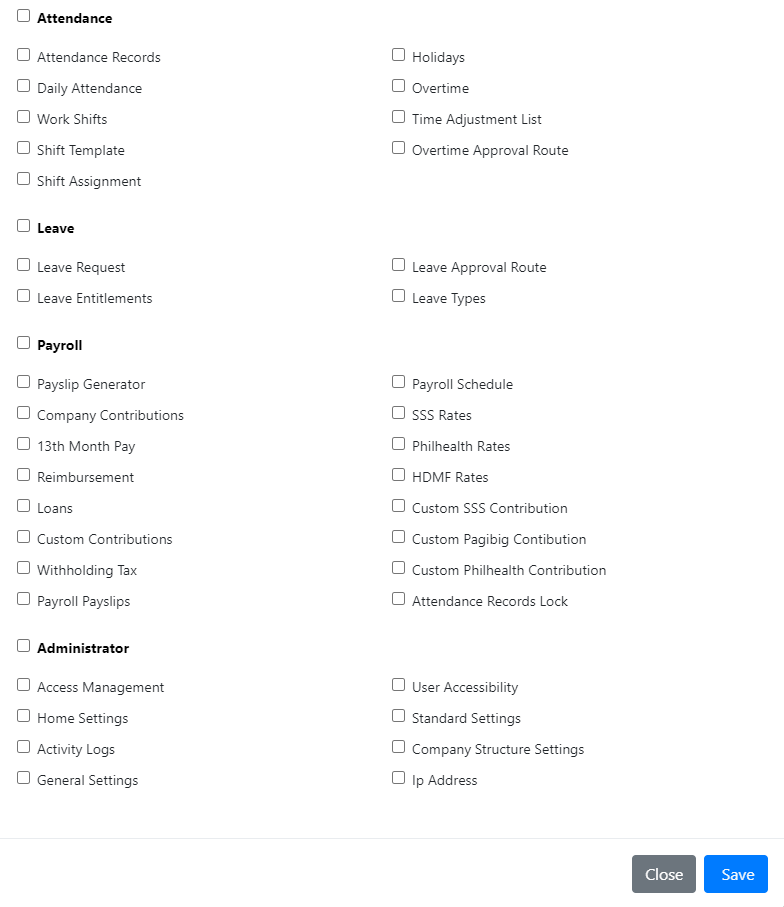 Attendance
Attendance Records
Holidays
Daily Attendance
Overtime
Work Shifts
Time Adjustment List
Shift Template
Overtime Approval Route
Shift Assignment
Leave
Leave Request
Leave Approval Route
Leave Entitlements
Leave Types
Payroll
Payslip Generator
Payroll Schedule
Company Contributions
SSS Rates
13th Month Pay
Philhealth Rates
Reimbursement
HDMF Rates
Loans
Custom SSS Contribution
Custom Contributions
Custom Pagibig Contibution
Withholding Tax
Custom Philhealth Contribution
Payroll Payslips
Attendance Records Lock
Administrator
Access Management
User Accessibility
Home Settings
Standard Settings
Activity Logs
Company Structure Settings
General Settings
Ip Address
Close
Save